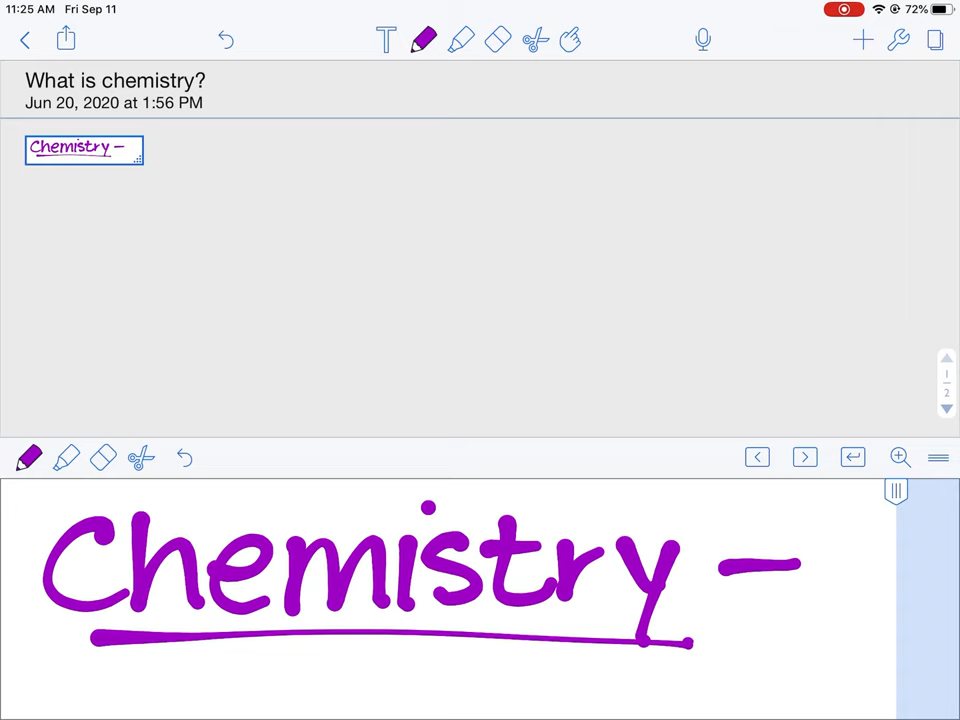 11:25 AM Fri Sep 11 72%
T
What is chemistry?
Jun 20, 2020 at 1:56 PM
Chemistry –
1
2
Chemistry –